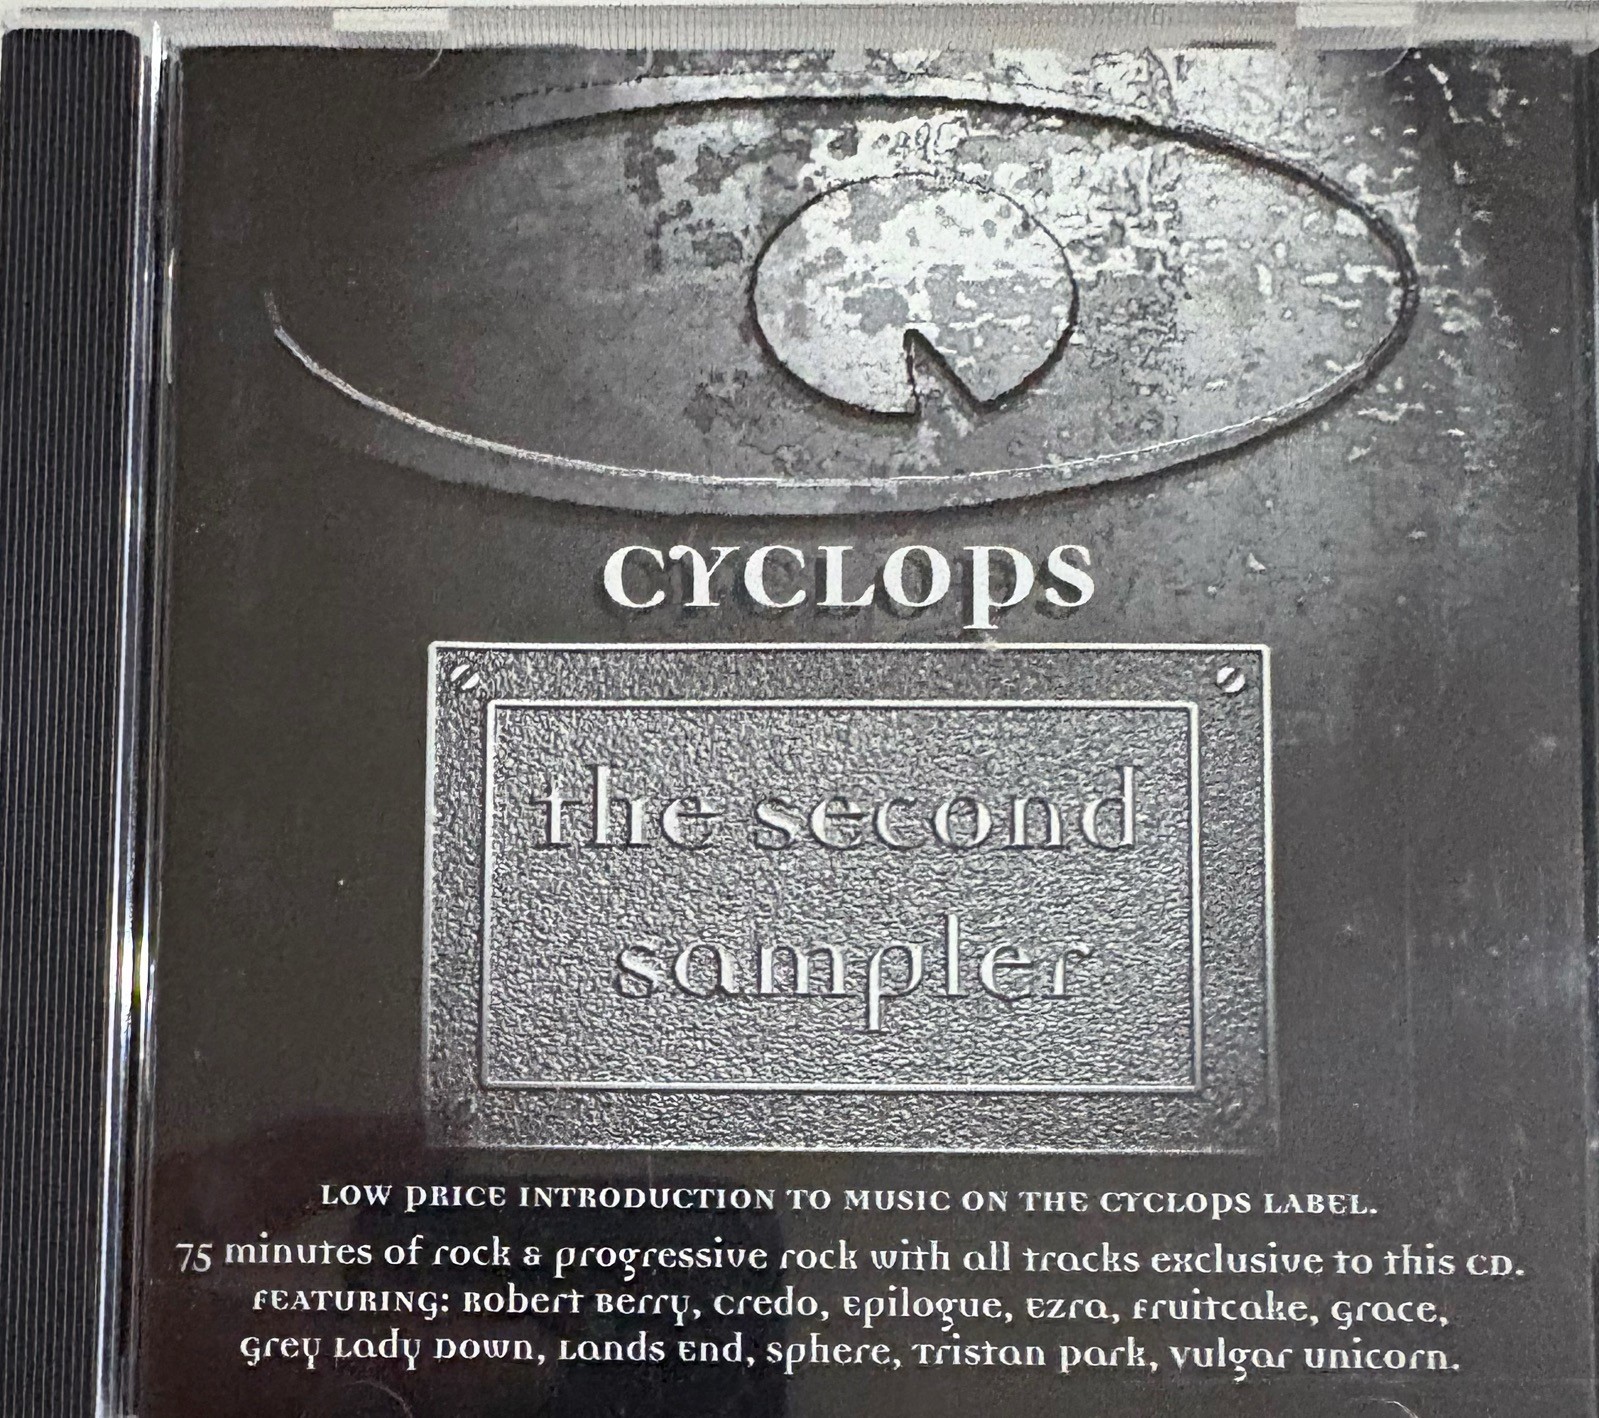 CYCLOPS
the second
sampler
LOW PRICE INTRODUCTION TO MUSIC ON THE CYCLOPS LABEL.
75 minutes of rock & progressive rock with all tracks exclusive to this CD.
FEATURING: Robert Berry, Credo, Epilogue, Ezra, Fruitcake, Grace,
Grey Lady Down, Lands End, Sphere, Tristan Park, Vulgar Unicorn.